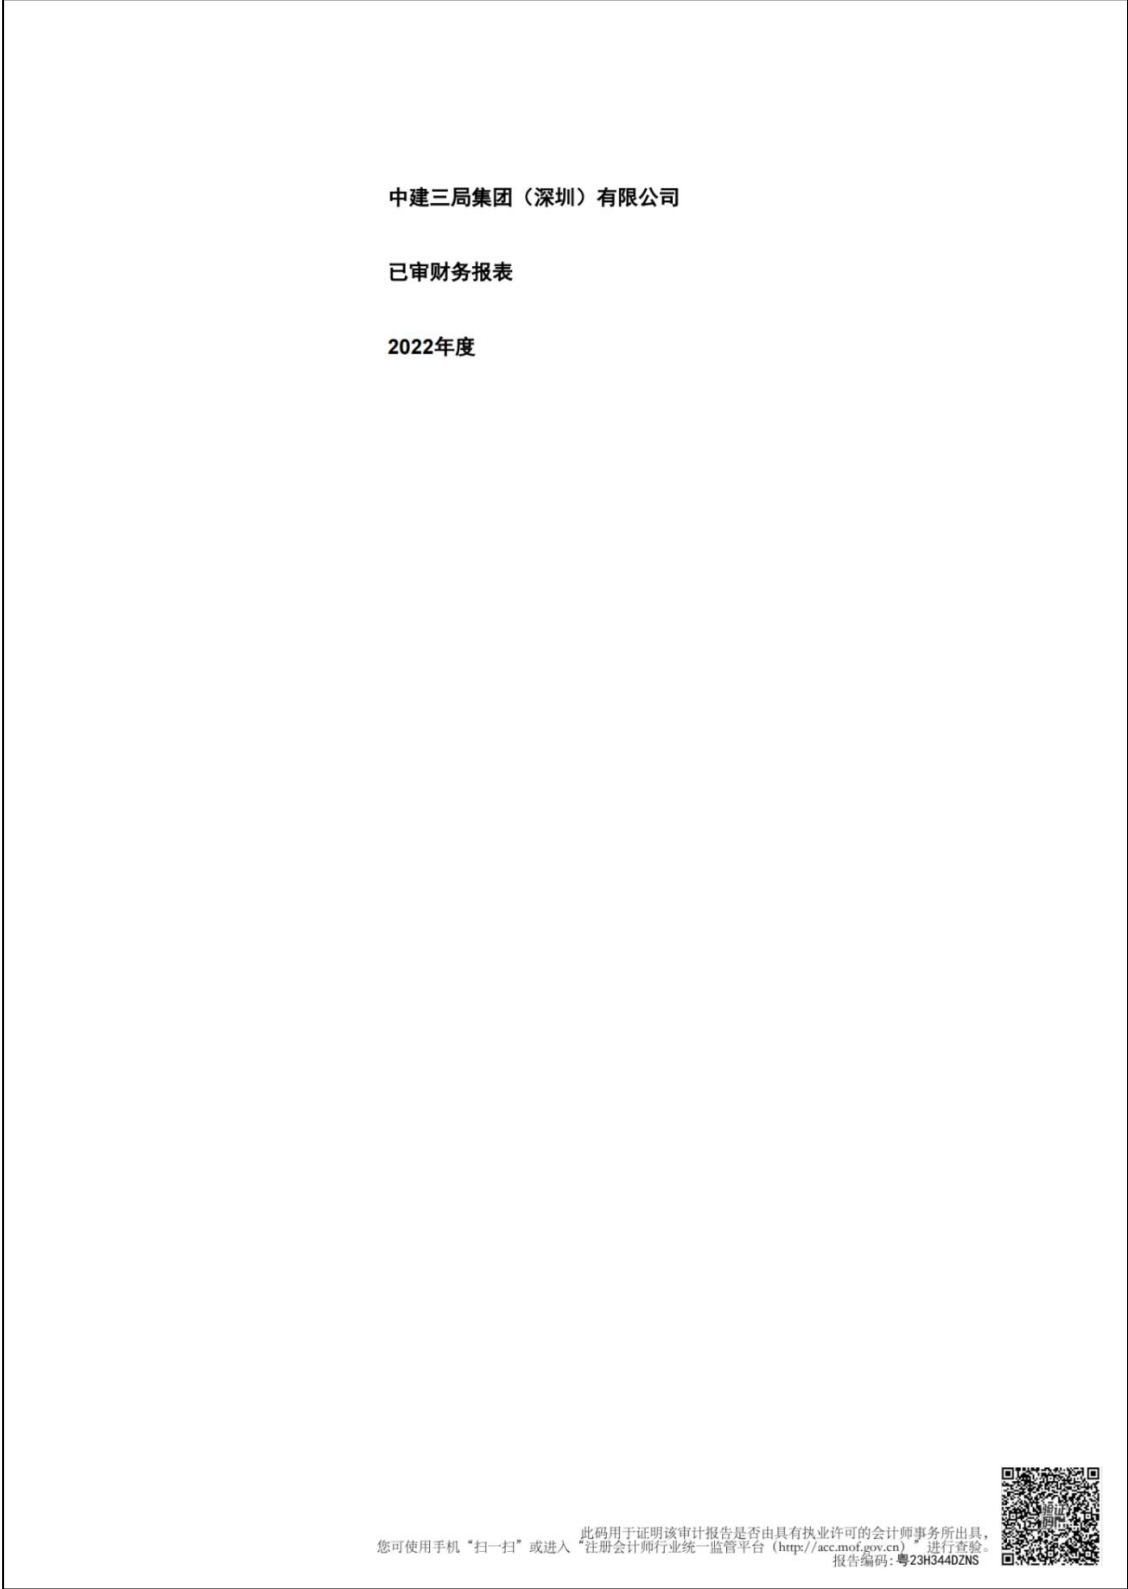 中建三局集团（深圳）有限公司
已审财务报表
2022年度
验证
码
此码用于证明该审计报告是否由具有执业许可的会计师事务所出具，
您可使用手机“扫一扫”或进入“注册会计师行业统一监管平台（http://acc.mof.gov.cn）”进行查验。
报告编码:粤23H344DZNS